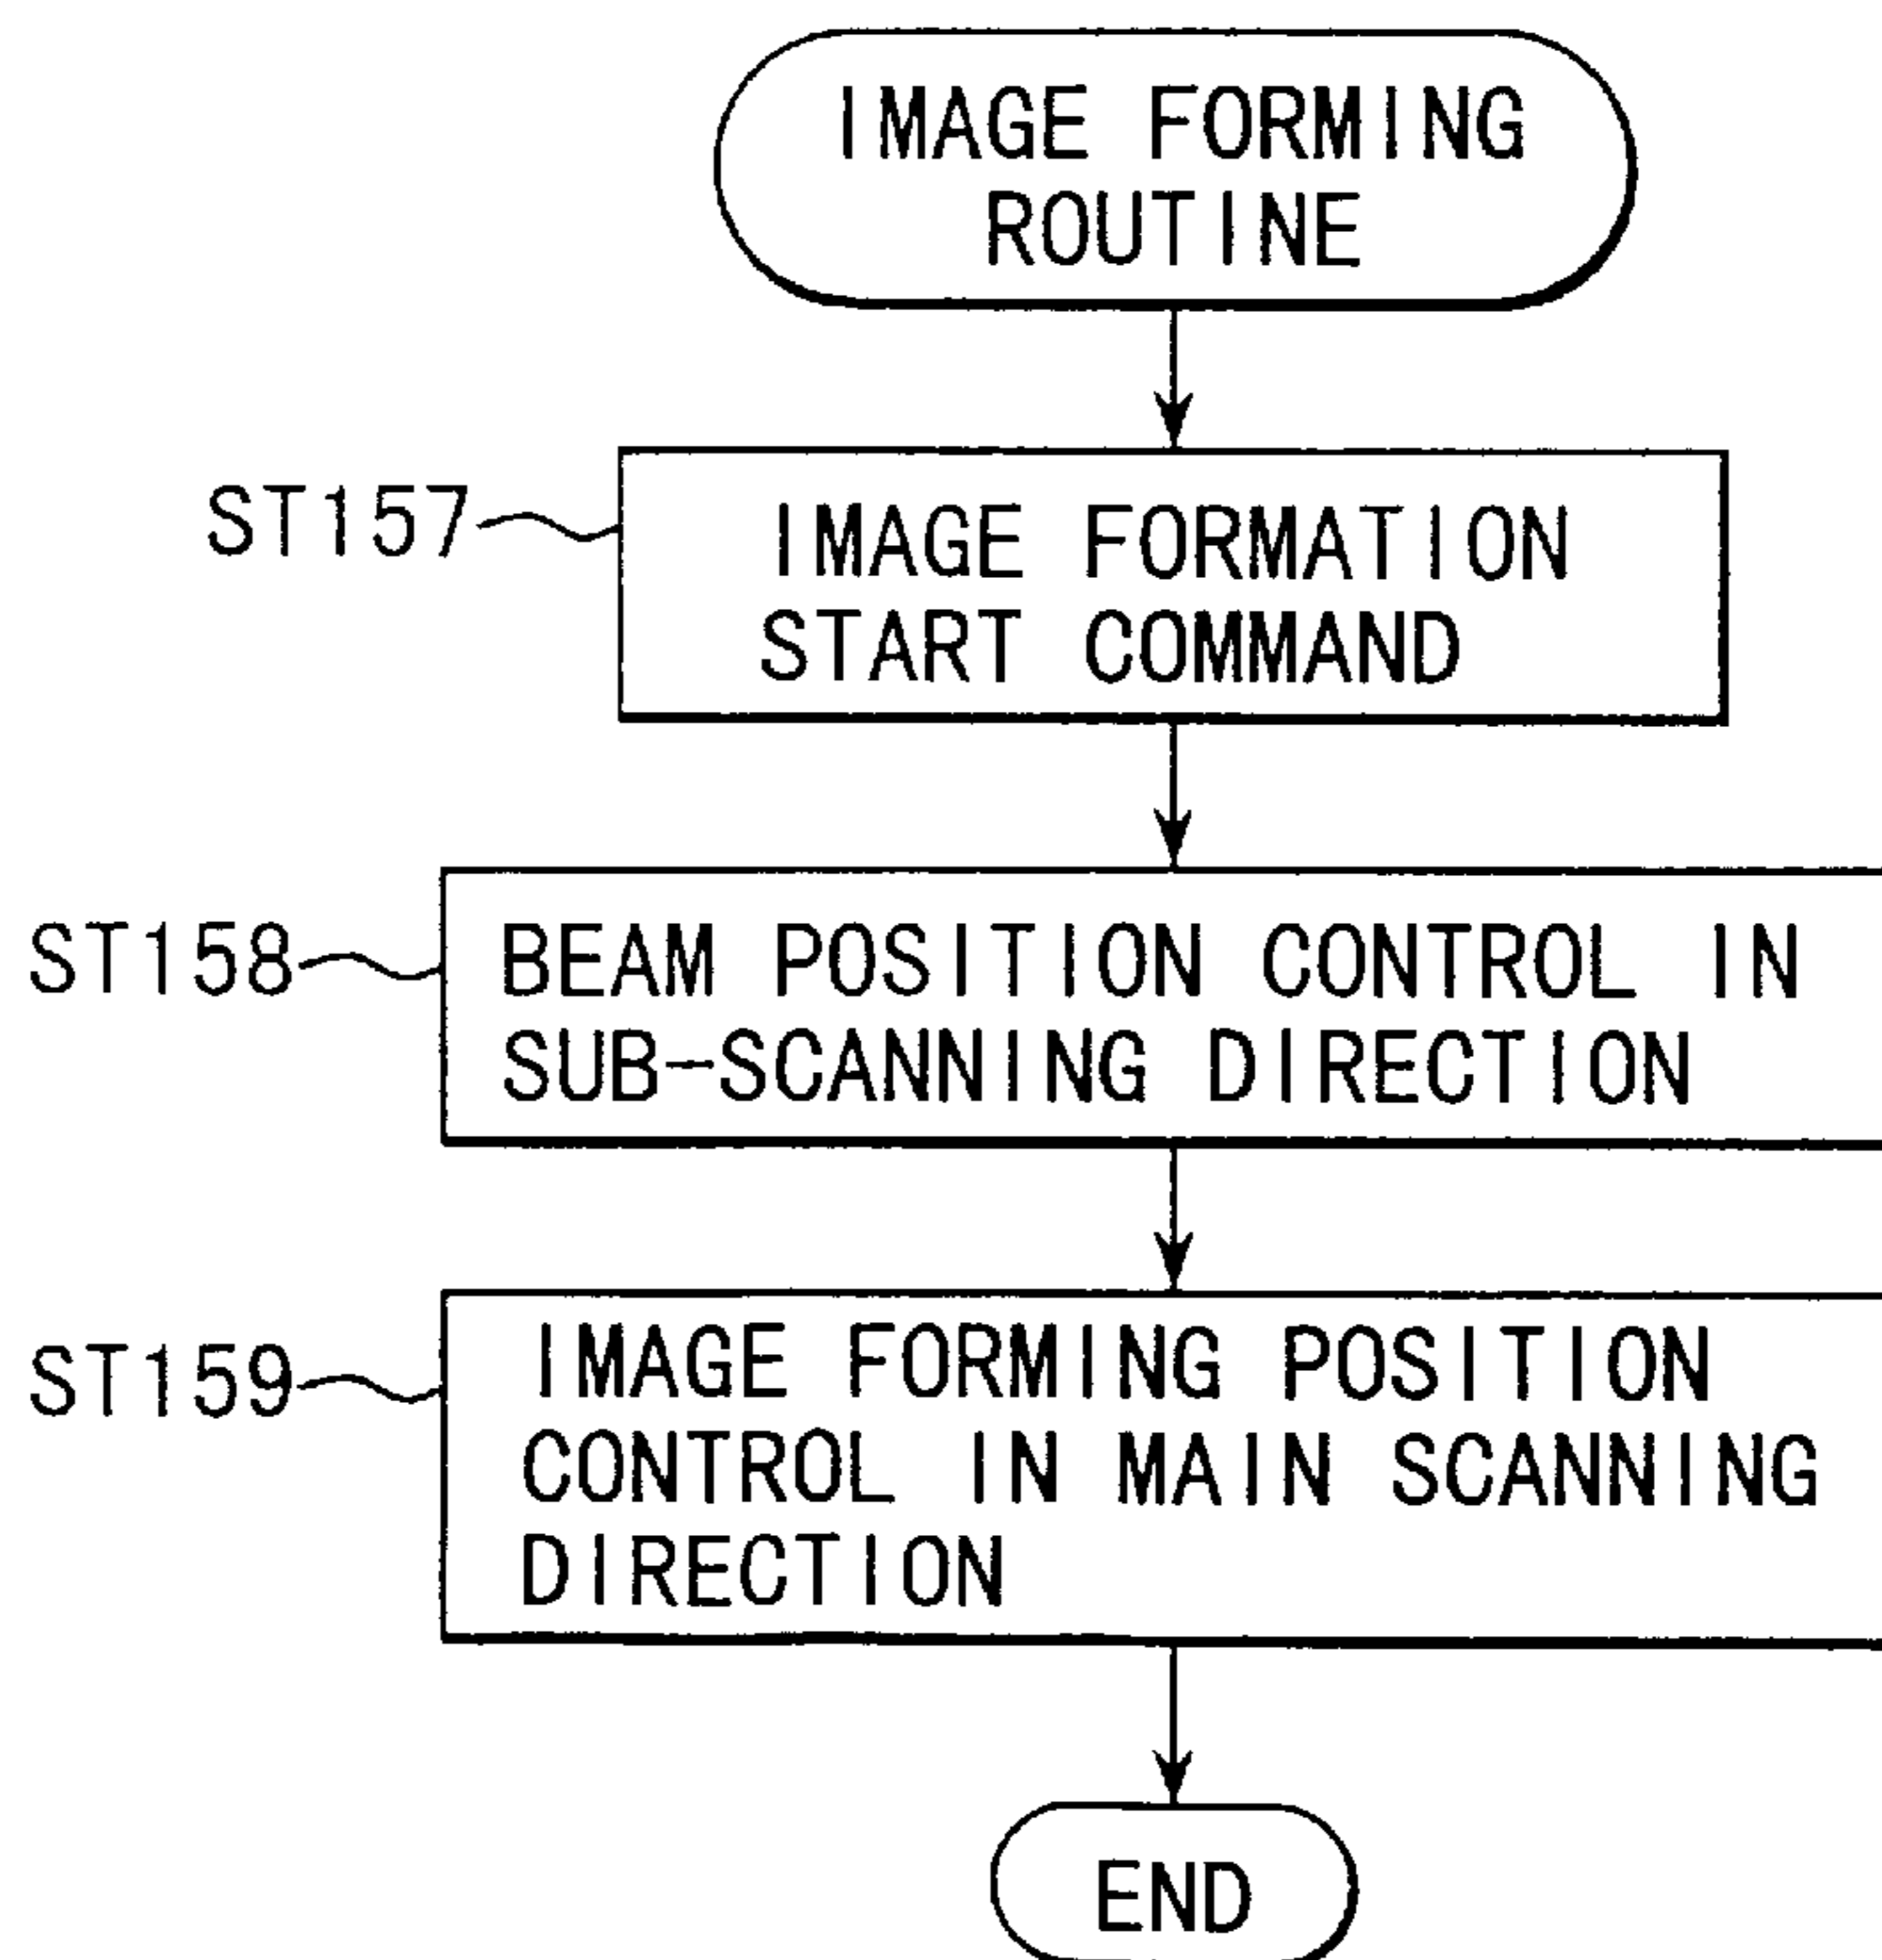 IMAGE FORMING
ROUTINE
ST157
IMAGE FORMATION
START COMMAND
ST158
BEAM POSITION CONTROL IN
SUB-SCANNING DIRECTION
ST159
IMAGE FORMING POSITION
CONTROL IN MAIN SCANNING
DIRECTION
END